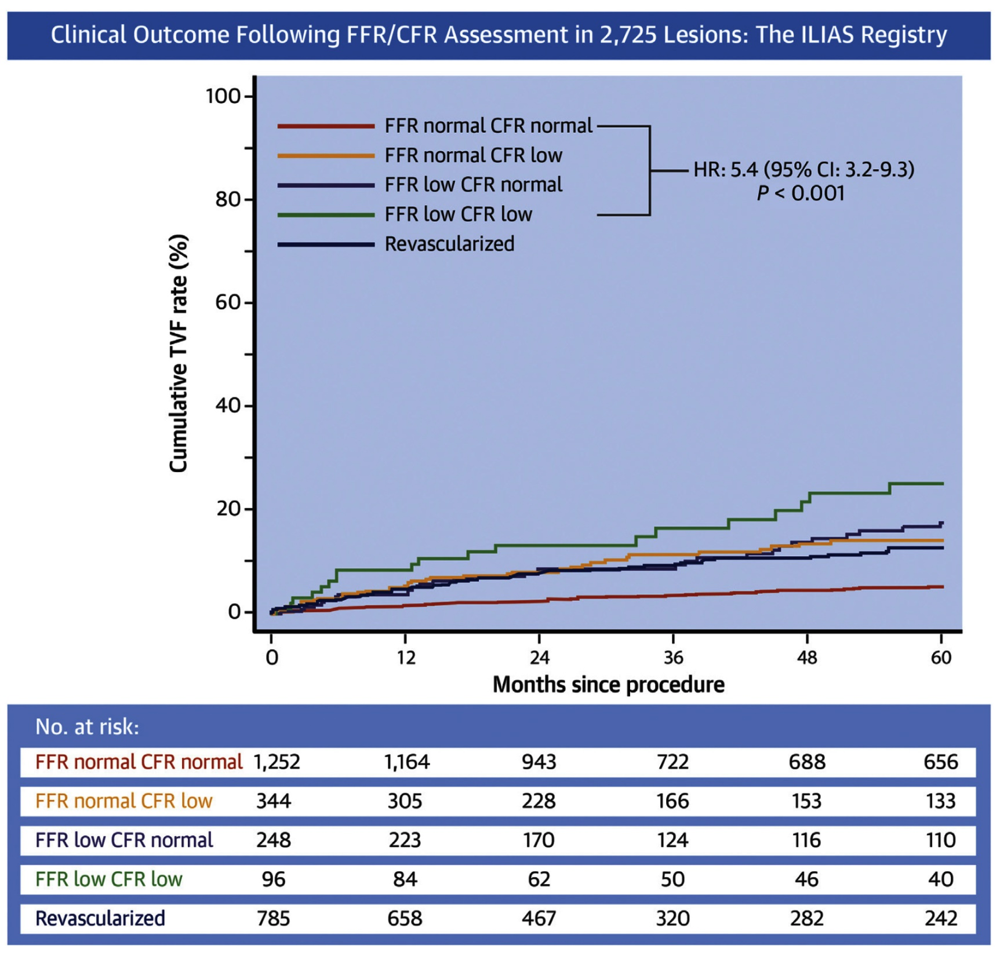 Clinical Outcome Following FFR/CFR Assessment in 2,725 Lesions: The ILIAS Registry
100
80
60
40
20
0
Cumulative TVF rate (%)
FFR normal CFR normal
FFR normal CFR low
FFR low CFR normal
FFR low CFR low
Revascularized
HR: 5.4 (95% CI: 3.2-9.3)
P < 0.001
0 12 24 36 48 60
Months since procedure
No. at risk:
FFR normal CFR normal 1,252 1,164 943 722 688 656
FFR normal CFR low 344 305 228 166 153 133
FFR low CFR normal 248 223 170 124 116 110
FFR low CFR low 96 84 62 50 46 40
Revascularized 785 658 467 320 282 242